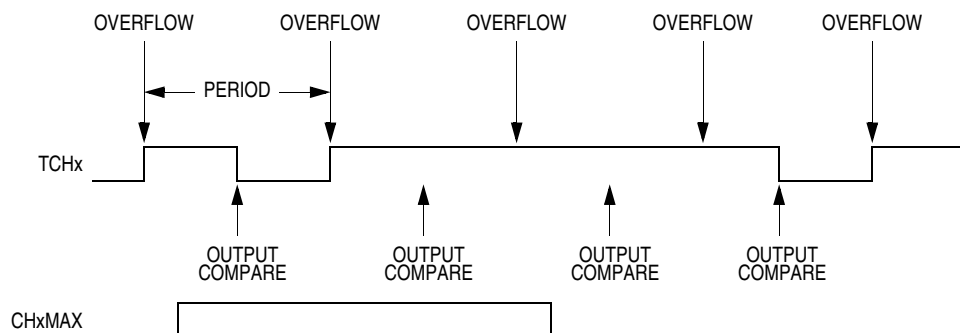 OVERFLOW OVERFLOW OVERFLOW OVERFLOW OVERFLOW
PERIOD
TCHx
OUTPUT OUTPUT OUTPUT OUTPUT
COMPARE COMPARE COMPARE COMPARE
CHxMAX